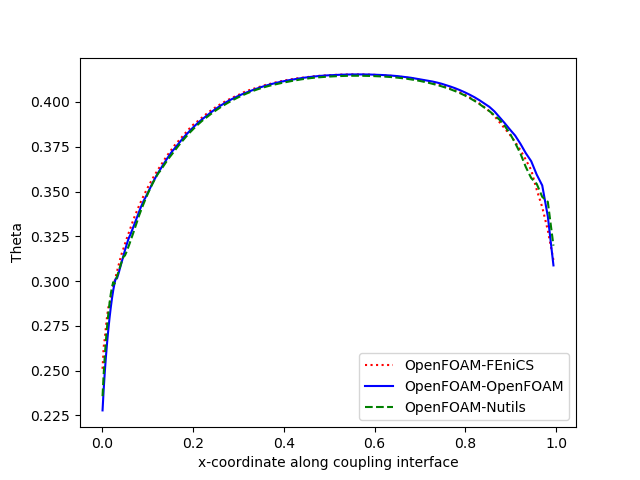 0.400
0.375
0.350
0.325
0.300
0.275
0.250
0.225
Theta
OpenFOAM-FEniCS
OpenFOAM-OpenFOAM
OpenFOAM-Nutils
0.0 0.2 0.4 0.6 0.8 1.0
x-coordinate along coupling interface